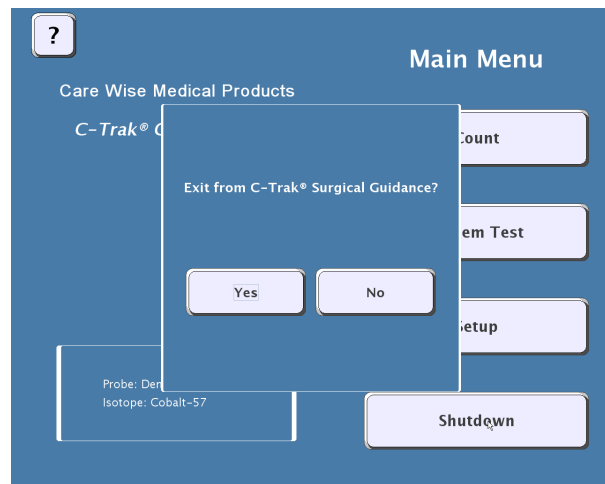 ?
Main Menu
Care Wise Medical Products
C-Trak®
Count
Exit from C-Trak® Surgical Guidance?
em Test
Yes No
Setup
Probe: Dem
Isotope: Cobalt-57
Shutdown